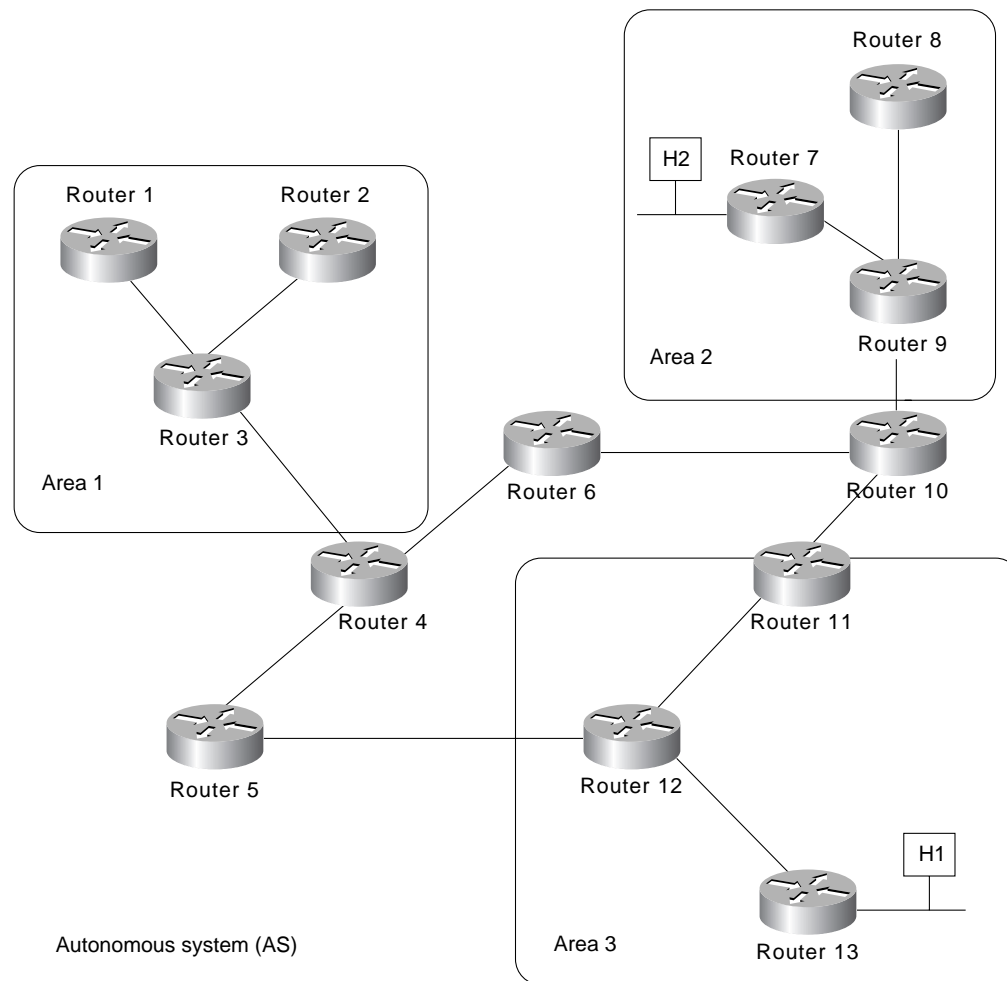 Router 8
H2
Router 7
Router 1
Router 2
Router 9
Area 2
Router 3
Area 1
Router 6
Router 10
Router 4
Router 11
Router 5
Router 12
H1
Autonomous system (AS)
Area 3
Router 13